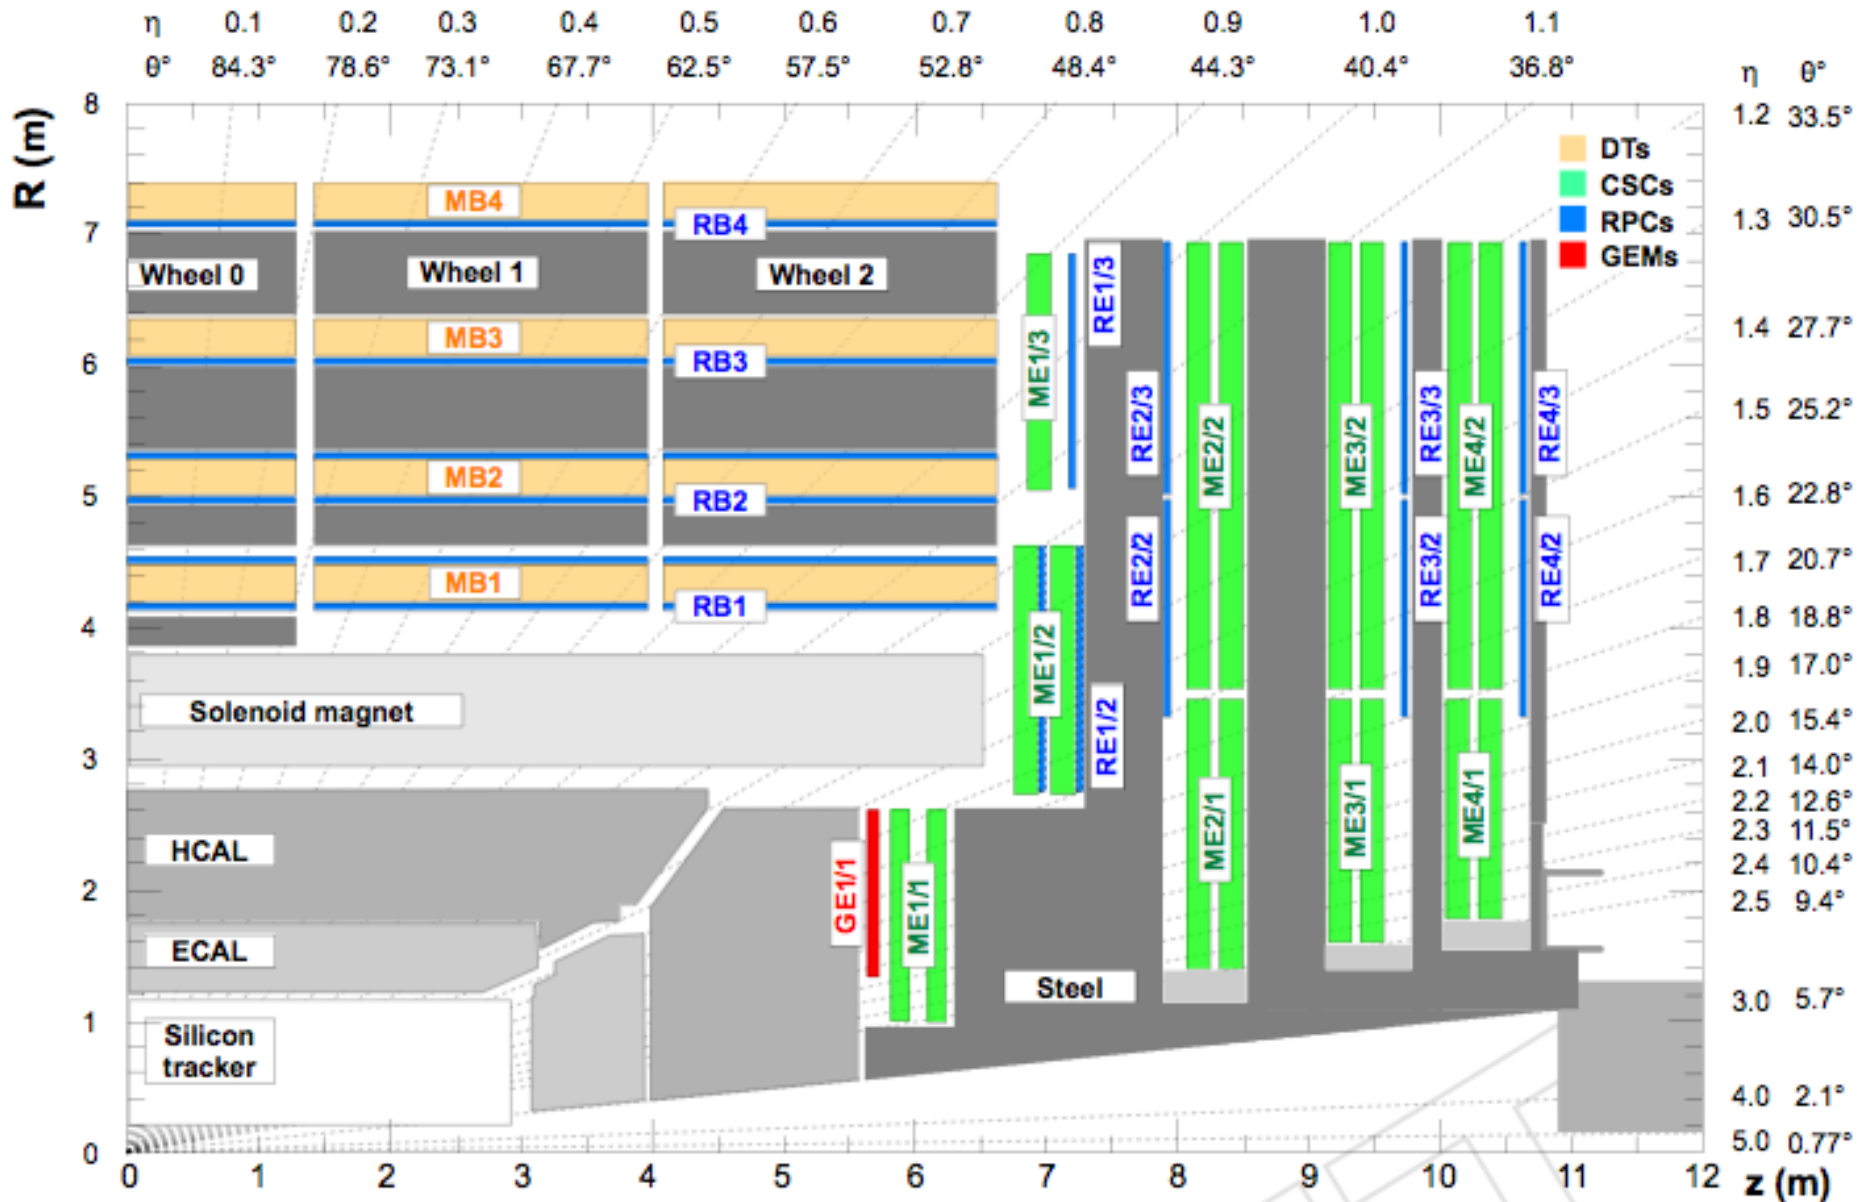 η 0.1 0.2 0.3 0.4 0.5 0.6 0.7 0.8 0.9 1.0 1.1
θ° 84.3° 78.6° 73.1° 67.7° 62.5° 57.5° 52.8° 48.4° 44.3° 40.4° 36.8° η θ°
R (m)
8
7
6
5
4
3
2
1
0
1.2 33.5°
1.3 30.5°
1.4 27.7°
1.5 25.2°
1.6 22.8°
1.7 20.7°
1.8 18.8°
1.9 17.0°
2.0 15.4°
2.1 14.0°
2.2 12.6°
2.3 11.5°
2.4 10.4°
2.5 9.4°
3.0 5.7°
4.0 2.1°
5.0 0.77°
DTs
CSCs
RPCs
GEMs
MB4
RB4
Wheel 0
Wheel 1
Wheel 2
MB3
RB3
MB2
RB2
MB1
RB1
Solenoid magnet
HCAL
ECAL
Silicon
tracker
Steel
GE1/1
ME1/1
ME1/2
ME1/3
RE1/3
RE1/2
RE2/3
RE2/2
ME2/2
ME2/1
ME3/2
ME3/1
RE3/3
RE3/2
ME4/2
ME4/1
RE4/3
RE4/2
0 1 2 3 4 5 6 7 8 9 10 11 12
z (m)